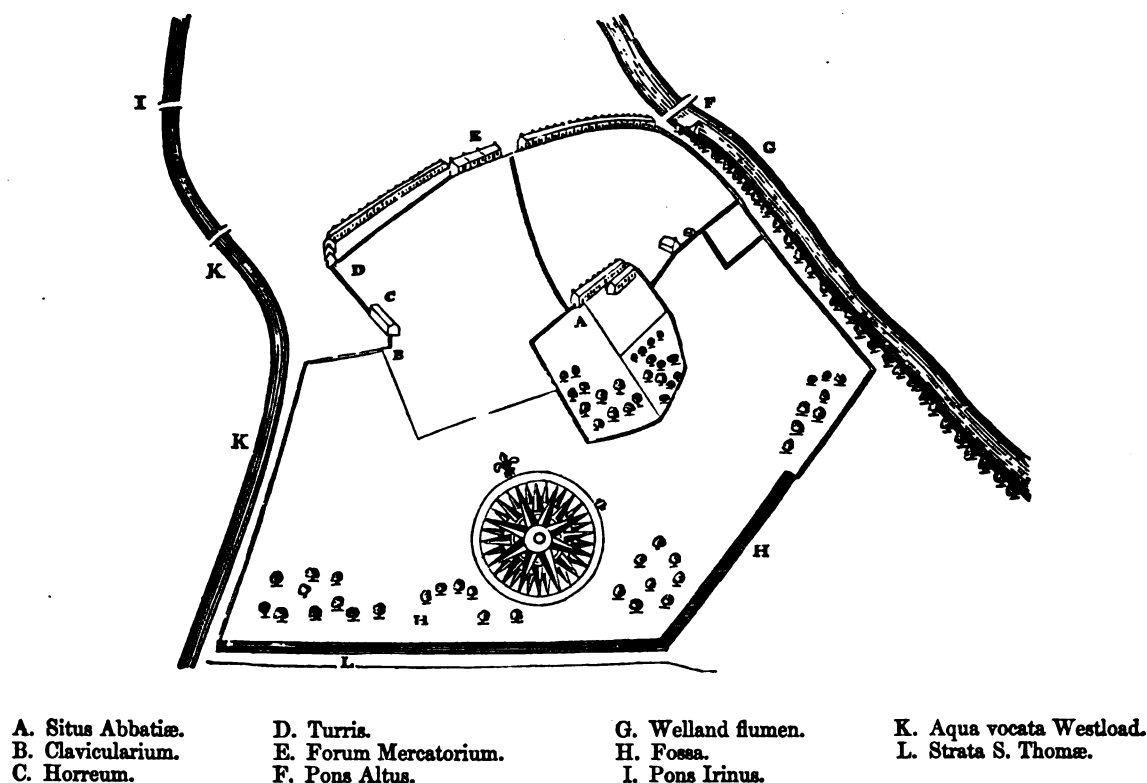 I
F
G
E
K
D
C
A
B
K
H
H
L
A. Situs Abbatiæ.
B. Clavicularium.
C. Horreum.
D. Turris.
E. Forum Mercatorium.
F. Pons Altus.
G. Welland flumen.
H. Fossa.
I. Pons Irinus.
K. Aqua vocata Westload.
L. Strata S. Thomæ.